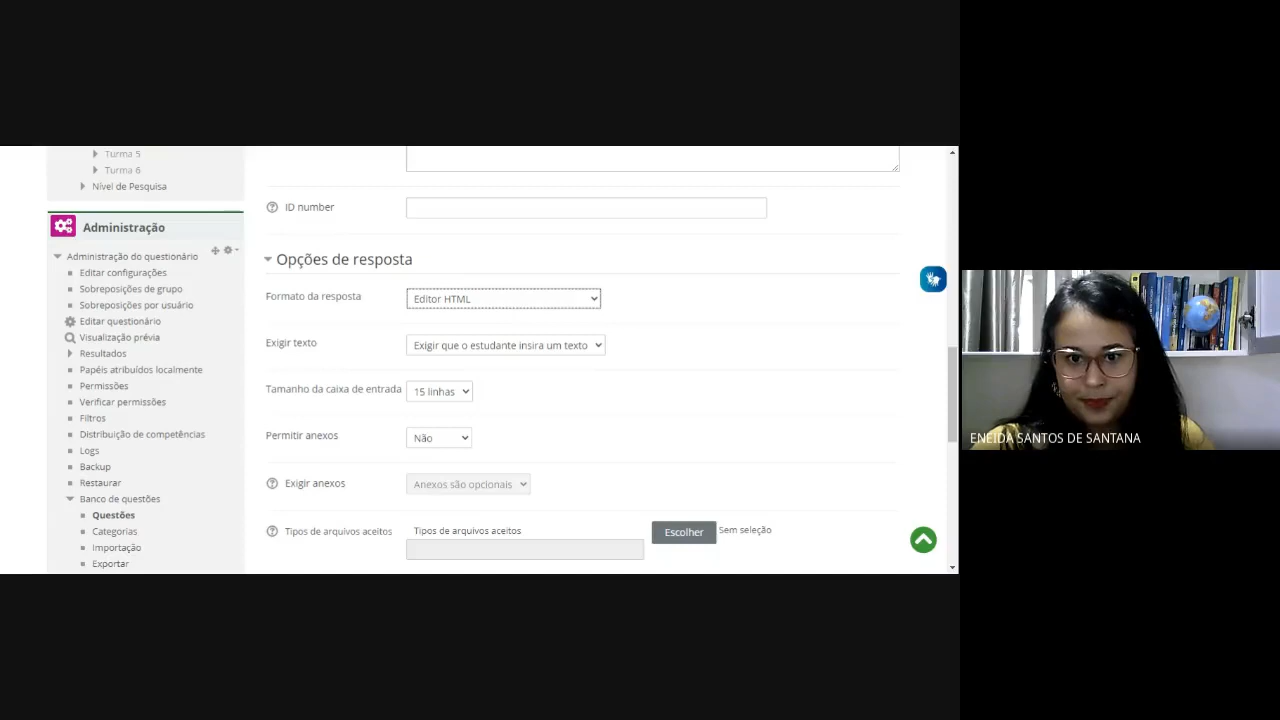 Turma 5
Turma 6
Nível de Pesquisa
Administração
Administração do questionário
Editar configurações
Sobreposições de grupo
Sobreposições por usuário
Editar questionário
Visualização prévia
Resultados
Papéis atribuídos localmente
Permissões
Verificar permissões
Filtros
Distribuição de competências
Logs
Backup
Restaurar
Banco de questões
Questões
Categorias
Importação
Exportar
ID number
Opções de resposta
Formato da resposta Editor HTML
Exigir texto Exigir que o estudante insira um texto
Tamanho da caixa de entrada 15 linhas
Permitir anexos Não
Exigir anexos Anexos são opcionais
Tipos de arquivos aceitos Tipos de arquivos aceitos Escolher Sem seleção
ENEIDA SANTOS DE SANTANA